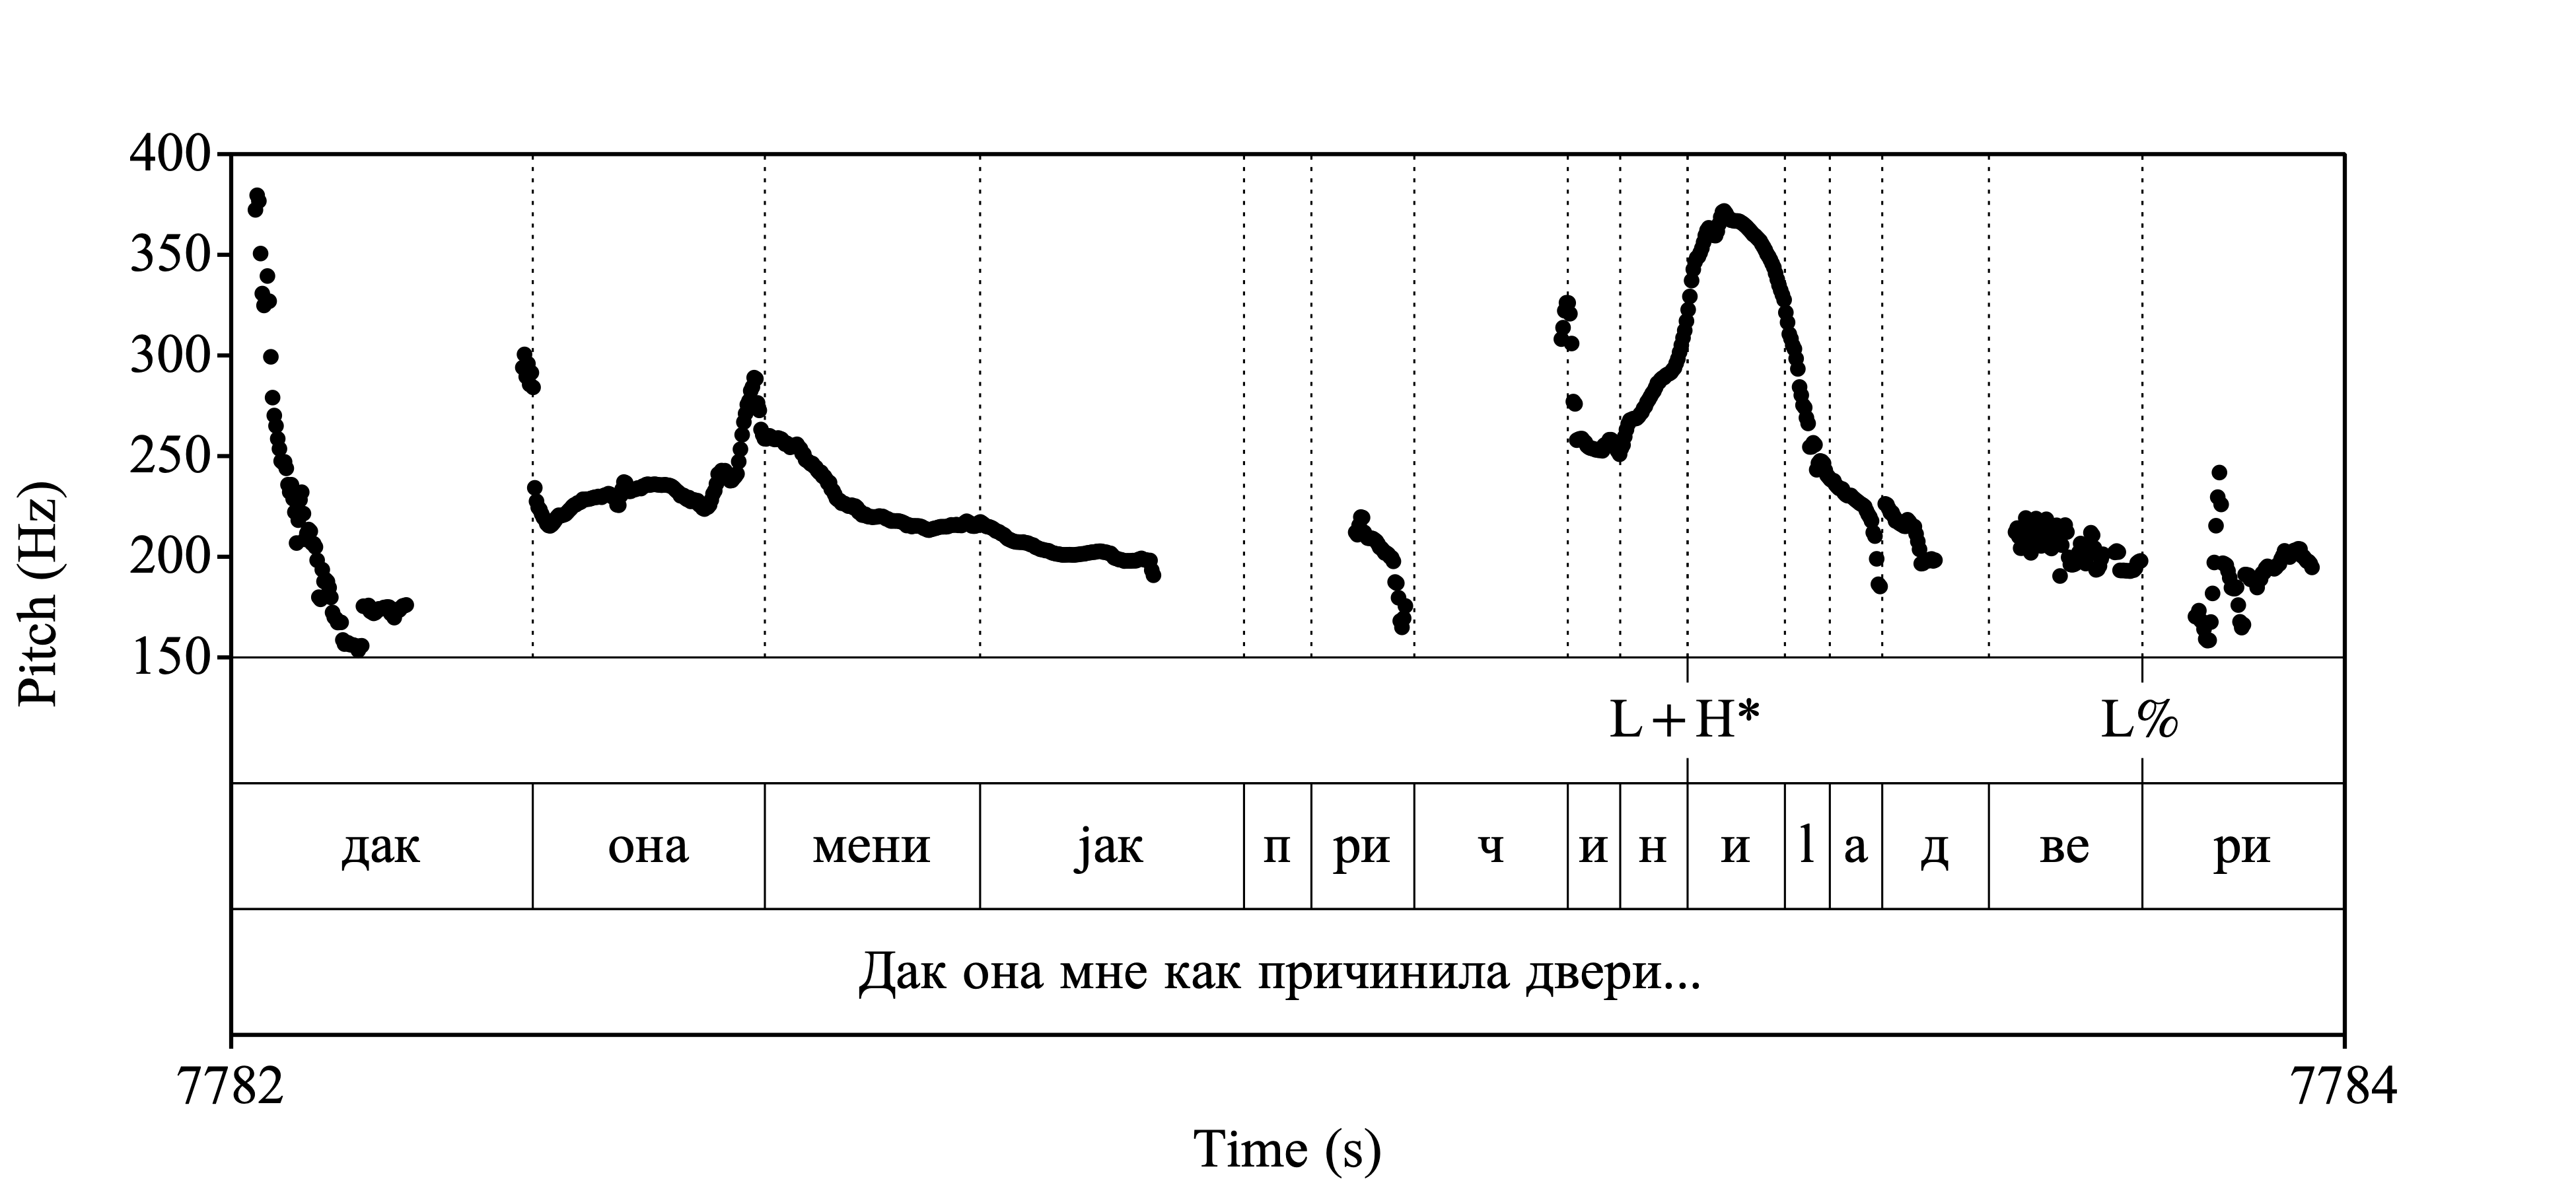 400
350
300
250
200
150
Pitch (Hz)
L+H* L%
дак она мени јак п ри ч и н и l а д ве ри
Дак она мне как причинила двери...
7782 7784
Time (s)